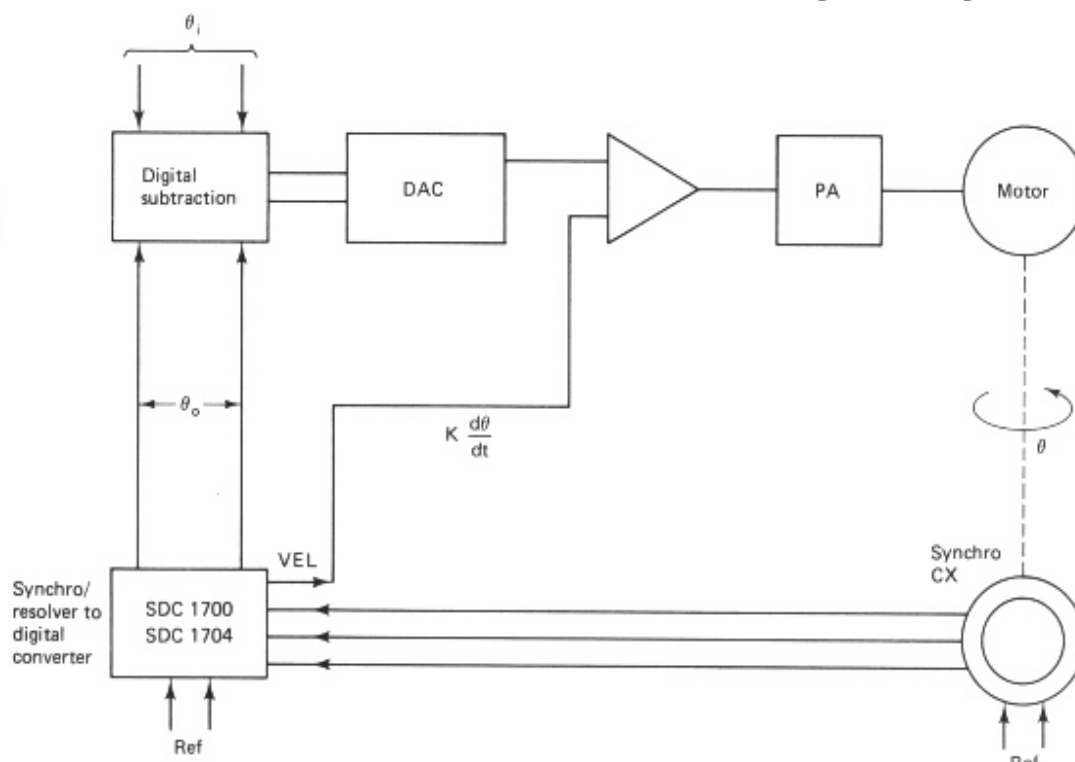 θi
Digital
subtraction
DAC
PA
Motor
θo
K dθ/dt
θ
VEL
Synchro
CX
Synchro/
resolver to
digital
converter
SDC 1700
SDC 1704
Ref